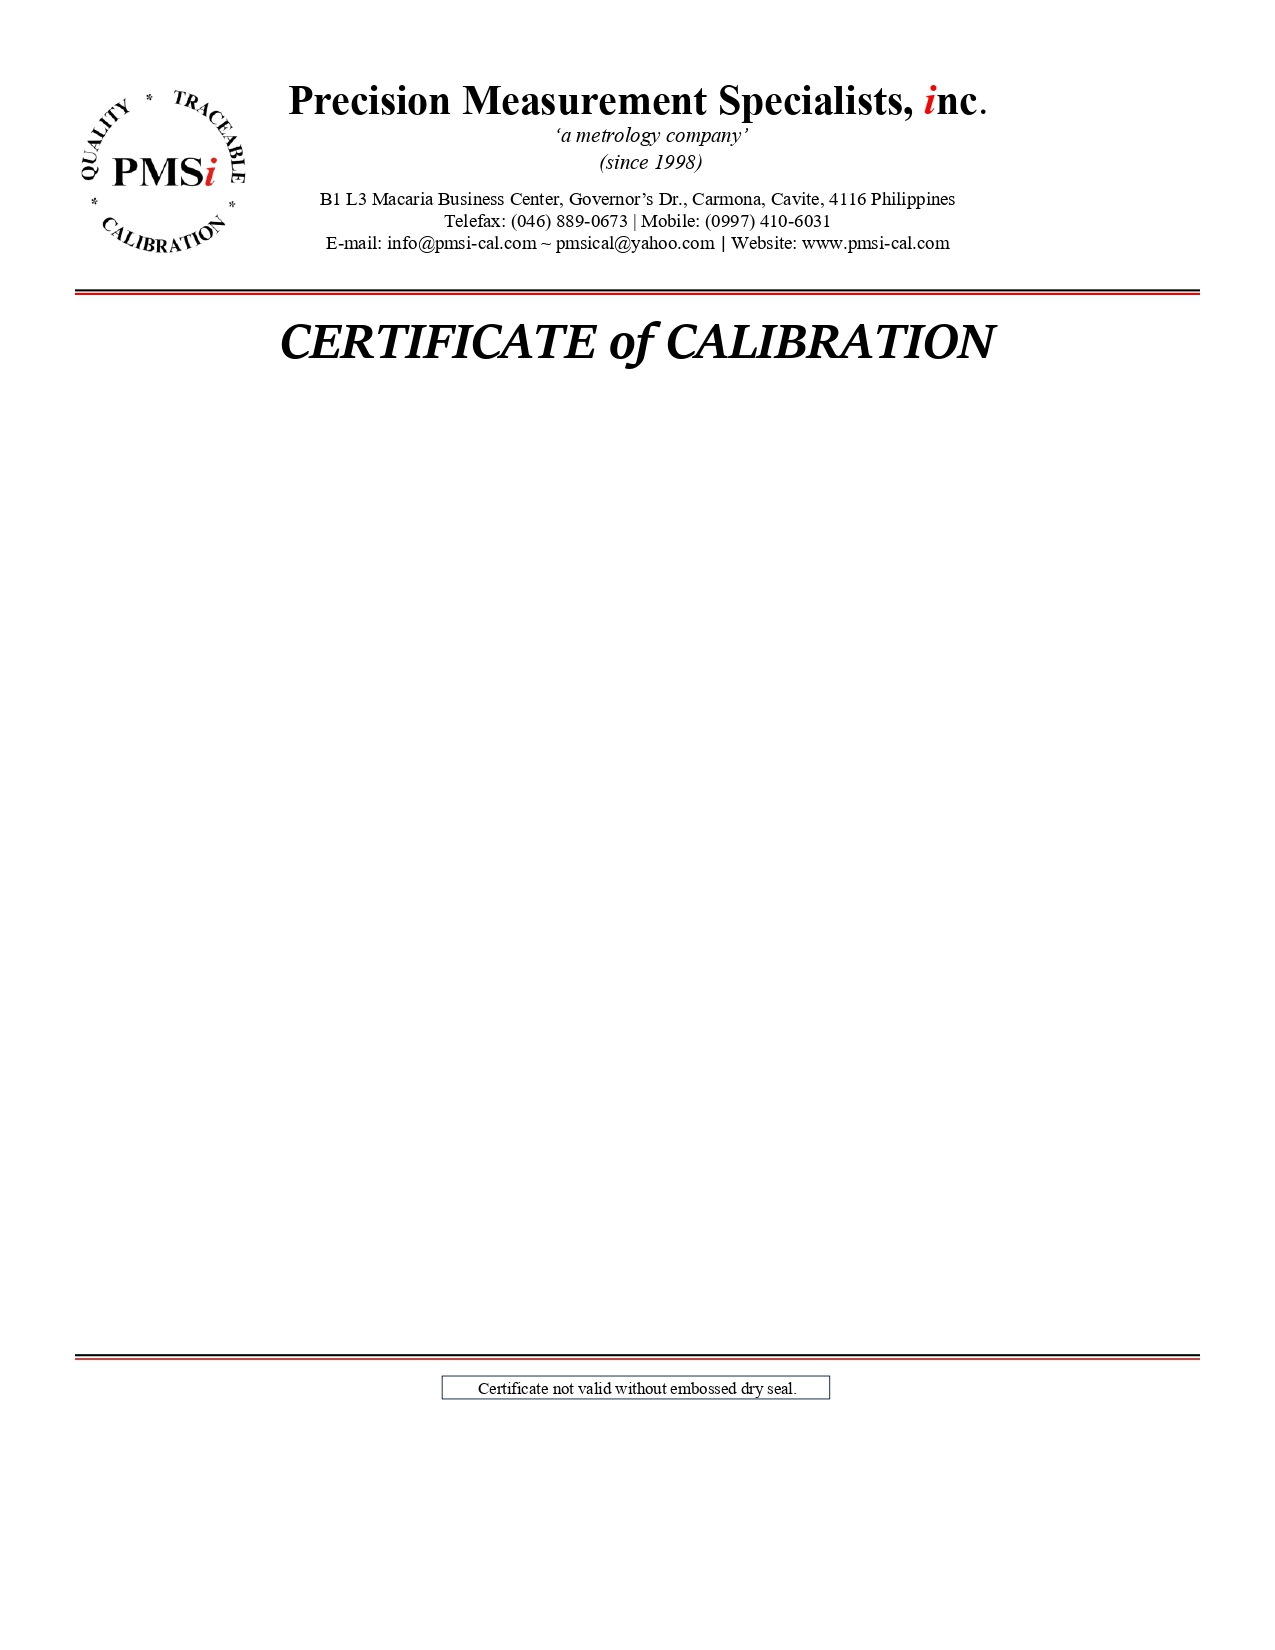 QUALITY * TRACEABLE * CALIBRATION *
PMSi
Precision Measurement Specialists, inc.
‘a metrology company’
(since 1998)
B1 L3 Macaria Business Center, Governor’s Dr., Carmona, Cavite, 4116 Philippines
Telefax: (046) 889-0673 | Mobile: (0997) 410-6031
E-mail: info@pmsi-cal.com ~ pmsical@yahoo.com | Website: www.pmsi-cal.com
CERTIFICATE of CALIBRATION
Certificate not valid without embossed dry seal.